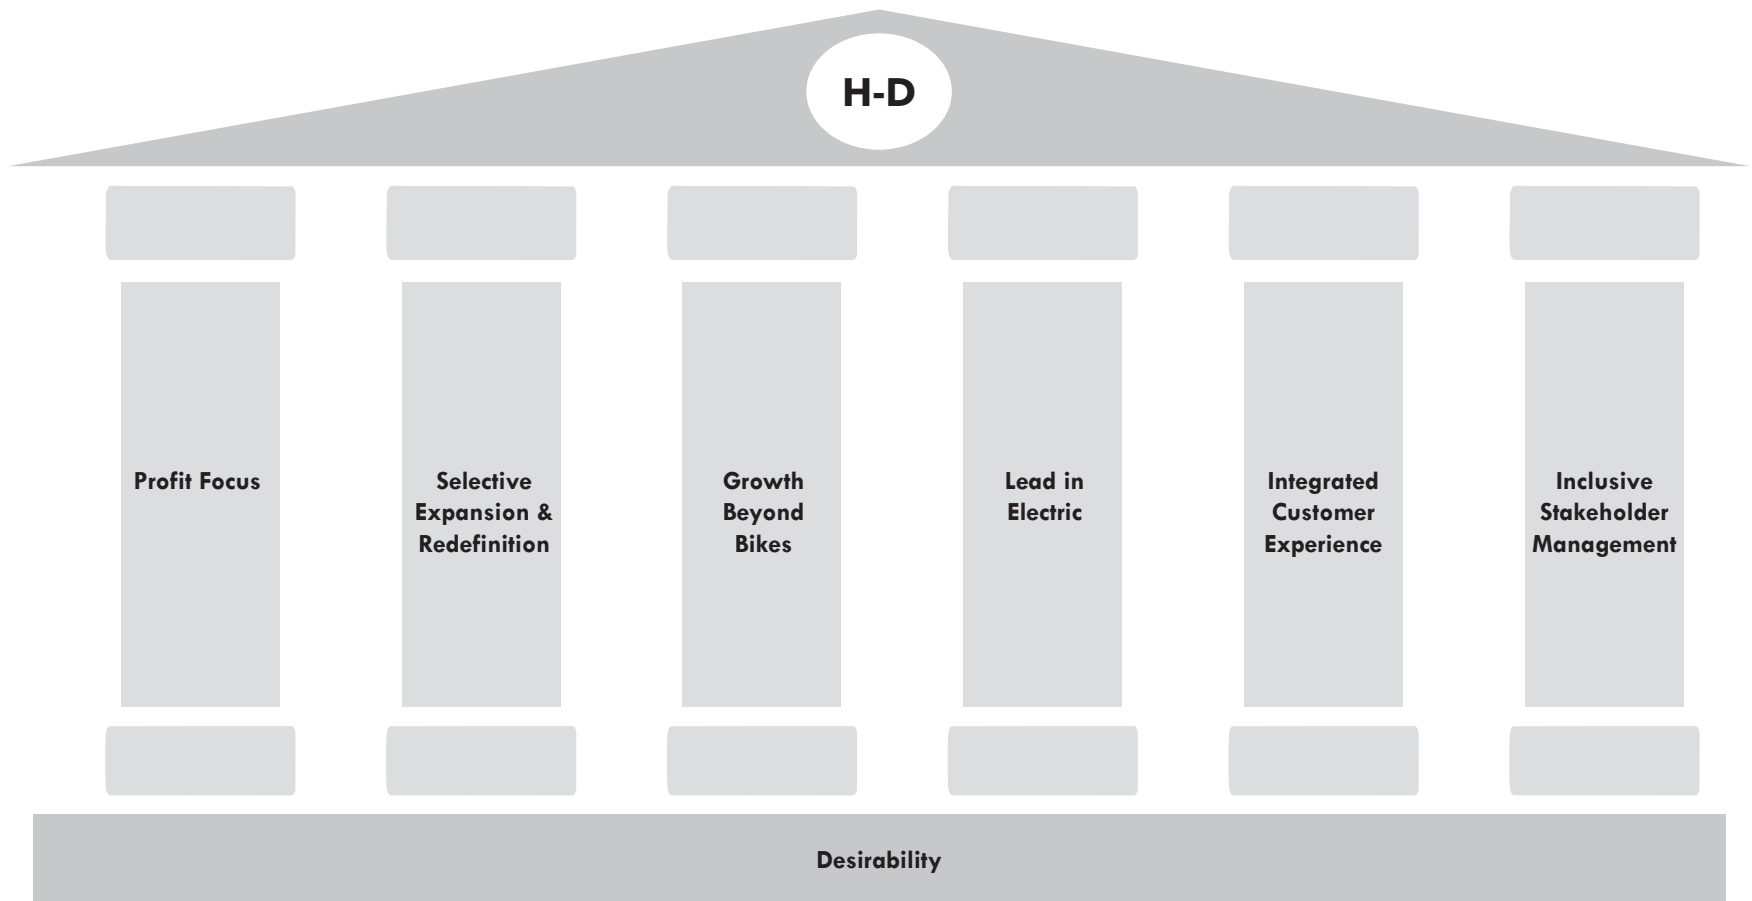 H-D
Profit Focus
Selective
Expansion &
Redefinition
Growth
Beyond
Bikes
Lead in
Electric
Integrated
Customer
Experience
Inclusive
Stakeholder
Management
Desirability